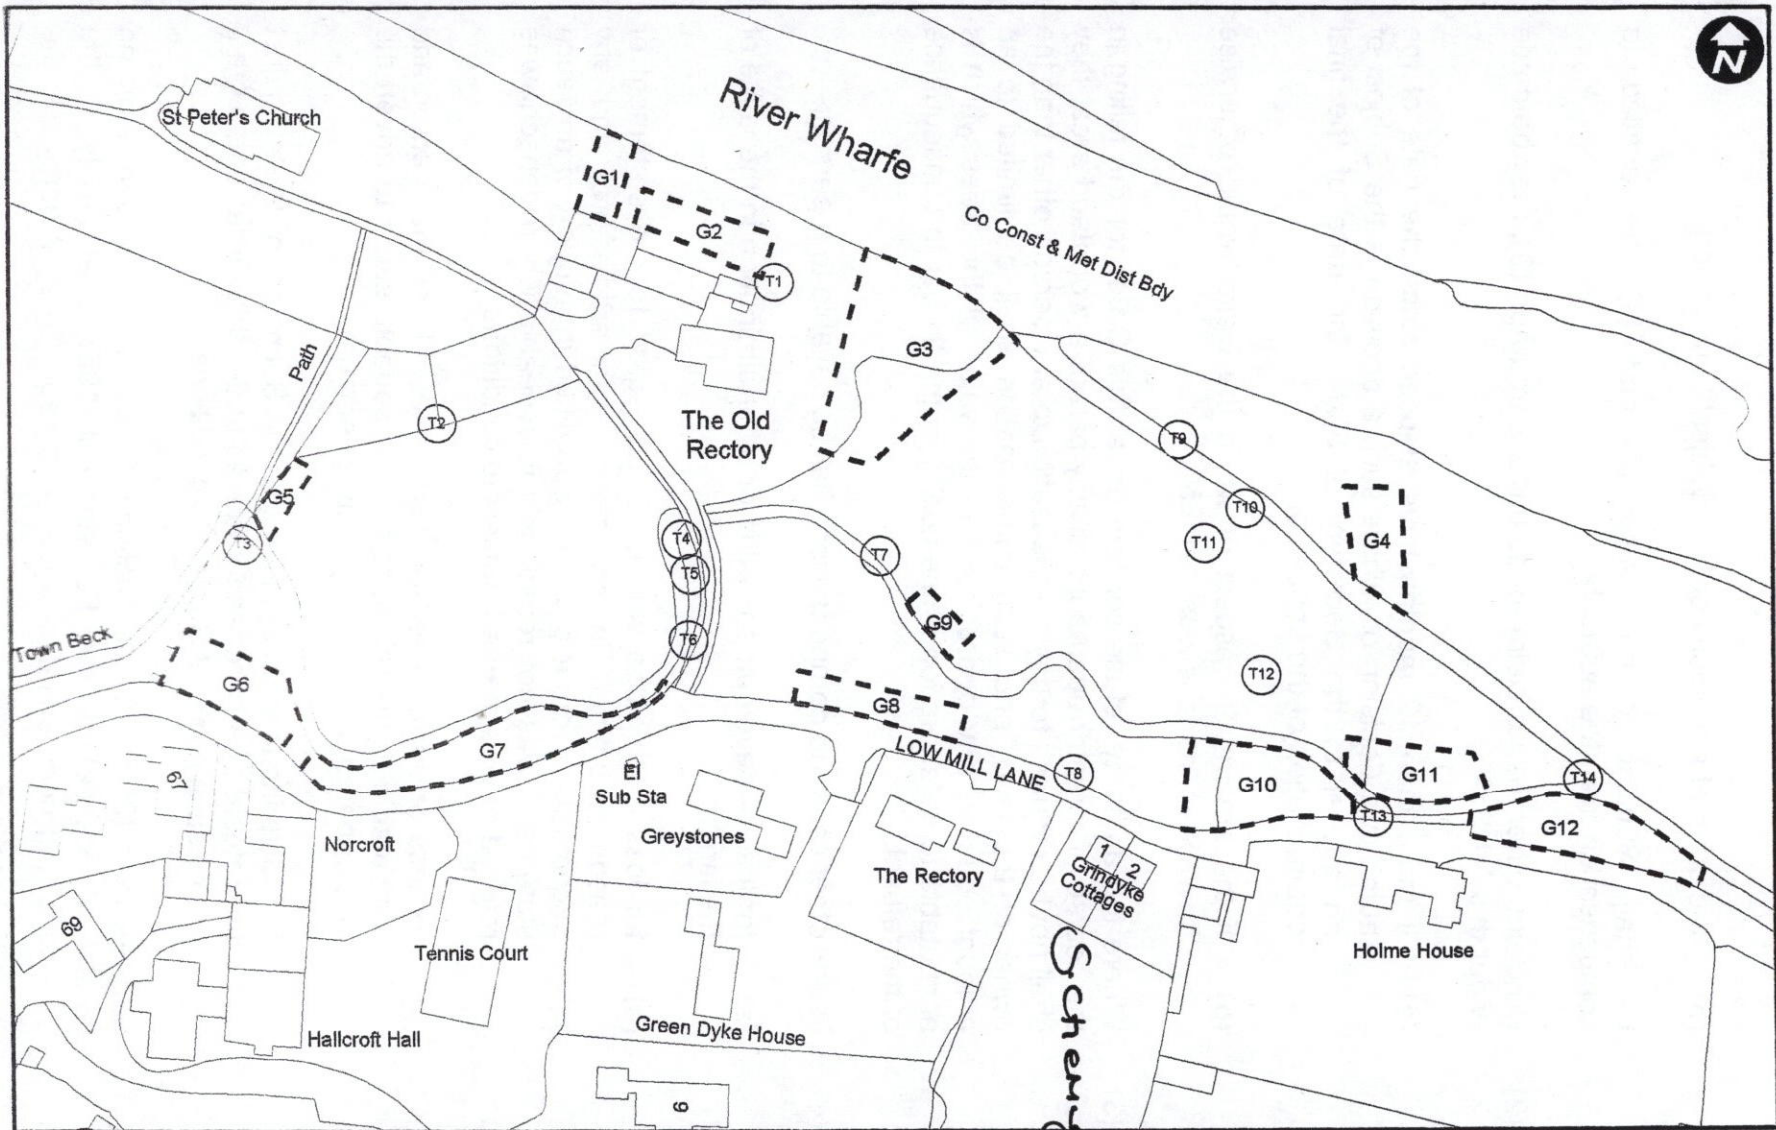 N
St Peter's Church
River Wharfe
G1
G2
T1
Co Const & Met Dist Bdy
G3
Path
T2
The Old
Rectory
T9
G5
T3
T10
T4
T11
G4
T5
T7
T6
G9
Town Beck
G6
T12
G8
G7
LOW MILL LANE
T8
G10
G11
T14
T13
G12
67
El
Sub Sta
Norcroft
Greystones
The Rectory
1
2
Grindyke
Cottages
69
Tennis Court
Holme House
Hallcroft Hall
Green Dyke House
6